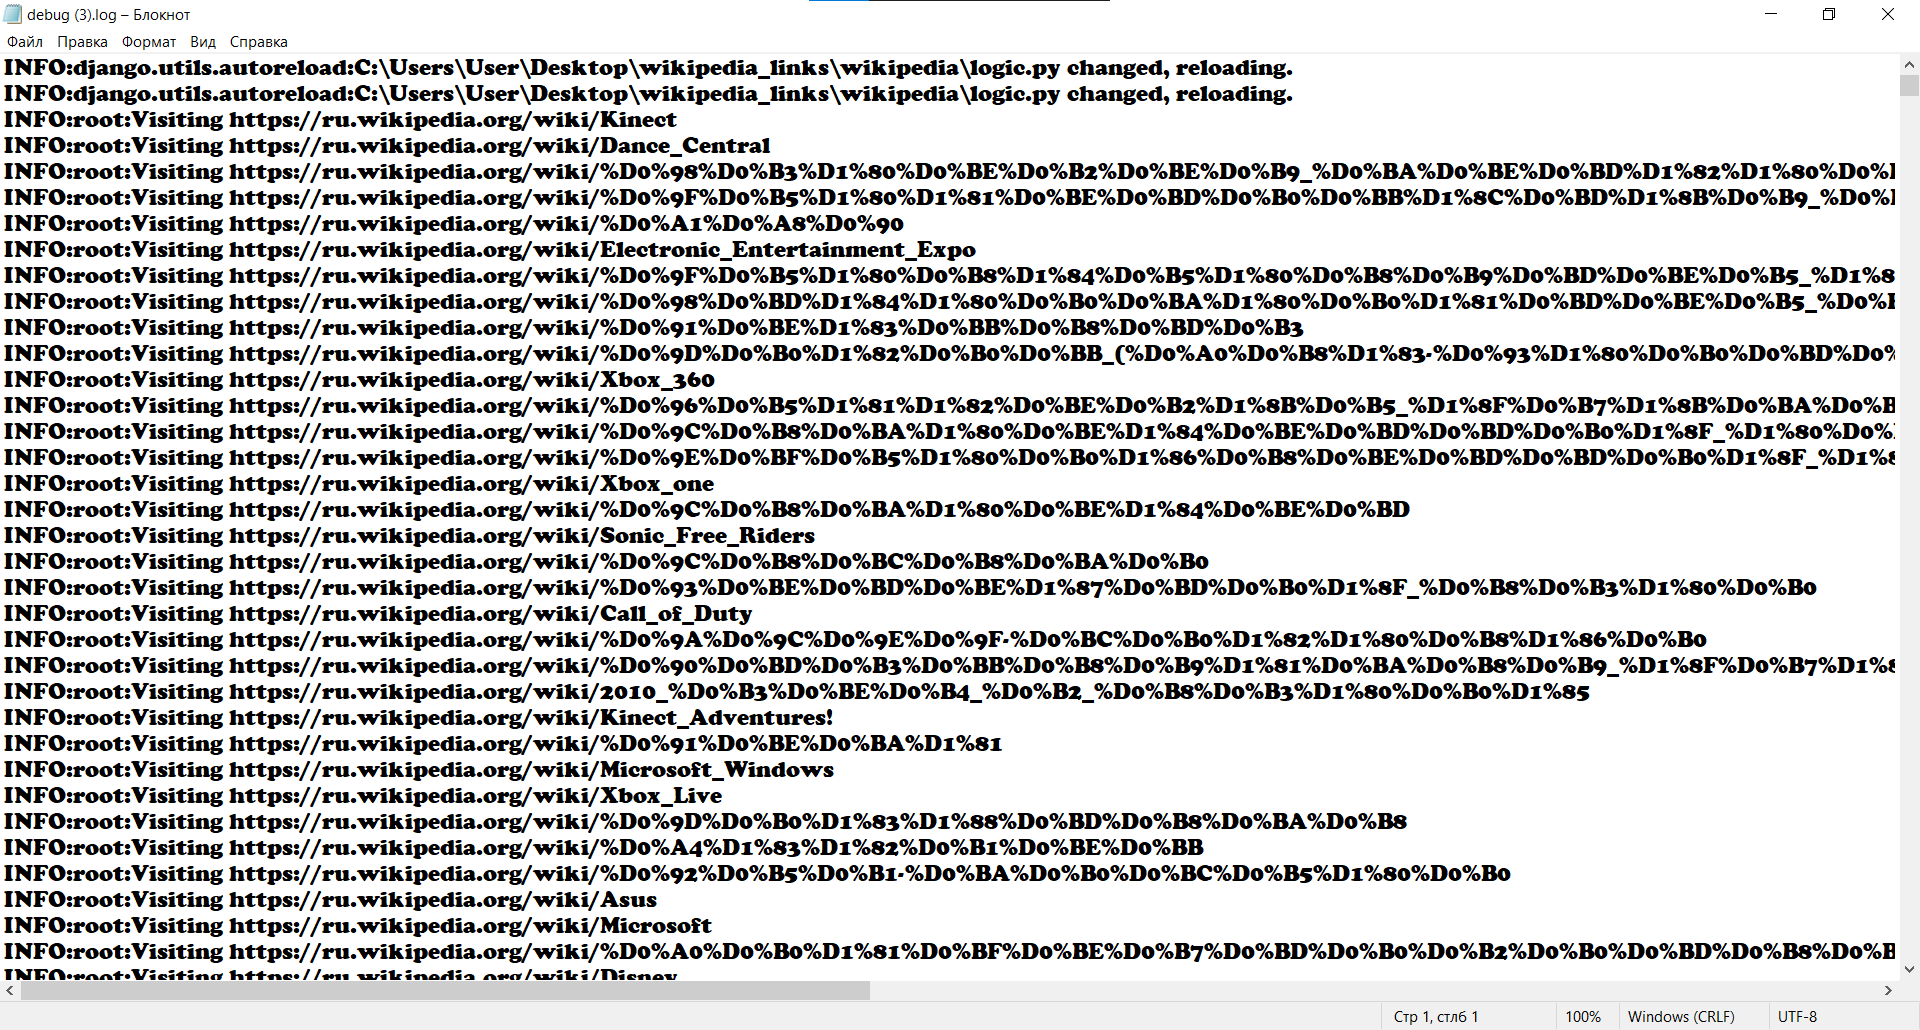 debug (3).log – Блокнот
Файл Правка Формат Вид Справка
INFO:django.utils.autoreload:C:\Users\User\Desktop\wikipedia_links\wikipedia\logic.py changed, reloading.
INFO:django.utils.autoreload:C:\Users\User\Desktop\wikipedia_links\wikipedia\logic.py changed, reloading.
INFO:root:Visiting https://ru.wikipedia.org/wiki/Kinect
INFO:root:Visiting https://ru.wikipedia.org/wiki/Dance_Central
INFO:root:Visiting https://ru.wikipedia.org/wiki/%D0%98%D0%B3%D1%80%D0%BE%D0%B2%D0%BE%D0%B9_%D0%BA%D0%BE%D0%BD%D1%82%D1%80%D0%
INFO:root:Visiting https://ru.wikipedia.org/wiki/%D0%9F%D0%B5%D1%80%D1%81%D0%BE%D0%BD%D0%B0%D0%BB%D1%8C%D0%BD%D1%8B%D0%B9_%D0%
INFO:root:Visiting https://ru.wikipedia.org/wiki/%D0%A1%D0%A8%D0%90
INFO:root:Visiting https://ru.wikipedia.org/wiki/Electronic_Entertainment_Expo
INFO:root:Visiting https://ru.wikipedia.org/wiki/%D0%9F%D0%B5%D1%80%D0%B8%D1%84%D0%B5%D1%80%D0%B8%D0%B9%D0%BD%D0%BE%D0%B5_%D1%8
INFO:root:Visiting https://ru.wikipedia.org/wiki/%D0%98%D0%BD%D1%84%D1%80%D0%B0%D0%BA%D1%80%D0%B0%D1%81%D0%BD%D0%BE%D0%B5_%D0%
INFO:root:Visiting https://ru.wikipedia.org/wiki/%D0%91%D0%BE%D1%83%D0%BB%D0%B8%D0%BD%D0%B3
INFO:root:Visiting https://ru.wikipedia.org/wiki/%D0%9D%D0%B0%D1%82%D0%B0%D0%BB_(%D0%A0%D0%B8%D1%83-%D0%93%D1%80%D0%B0%D0%BD%D0%
INFO:root:Visiting https://ru.wikipedia.org/wiki/Xbox_360
INFO:root:Visiting https://ru.wikipedia.org/wiki/%D0%96%D0%B5%D1%81%D1%82%D0%BE%D0%B2%D1%8B%D0%B5_%D1%8F%D0%B7%D1%8B%D0%BA%D0%B
INFO:root:Visiting https://ru.wikipedia.org/wiki/%D0%9C%D0%B8%D0%BA%D1%80%D0%BE%D1%84%D0%BE%D0%BD%D0%BD%D0%B0%D1%8F_%D1%80%D0%
INFO:root:Visiting https://ru.wikipedia.org/wiki/%D0%9E%D0%BF%D0%B5%D1%80%D0%B0%D1%86%D0%B8%D0%BE%D0%BD%D0%BD%D0%B0%D1%8F_%D1%8
INFO:root:Visiting https://ru.wikipedia.org/wiki/Xbox_one
INFO:root:Visiting https://ru.wikipedia.org/wiki/%D0%9C%D0%B8%D0%BA%D1%80%D0%BE%D1%84%D0%BE%D0%BD
INFO:root:Visiting https://ru.wikipedia.org/wiki/Sonic_Free_Riders
INFO:root:Visiting https://ru.wikipedia.org/wiki/%D0%9C%D0%B8%D0%BC%D0%B8%D0%BA%D0%B0
INFO:root:Visiting https://ru.wikipedia.org/wiki/%D0%93%D0%BE%D0%BD%D0%BE%D1%87%D0%BD%D0%B0%D1%8F_%D0%B8%D0%B3%D1%80%D0%B0
INFO:root:Visiting https://ru.wikipedia.org/wiki/Call_of_Duty
INFO:root:Visiting https://ru.wikipedia.org/wiki/%D0%9A%D0%9C%D0%9E%D0%9F-%D0%BC%D0%B0%D1%82%D1%80%D0%B8%D1%86%D0%B0
INFO:root:Visiting https://ru.wikipedia.org/wiki/%D0%90%D0%BD%D0%B3%D0%BB%D0%B8%D0%B9%D1%81%D0%BA%D0%B8%D0%B9_%D1%8F%D0%B7%D1%8
INFO:root:Visiting https://ru.wikipedia.org/wiki/2010_%D0%B3%D0%BE%D0%B4_%D0%B2_%D0%B8%D0%B3%D1%80%D0%B0%D1%85
INFO:root:Visiting https://ru.wikipedia.org/wiki/Kinect_Adventures!
INFO:root:Visiting https://ru.wikipedia.org/wiki/%D0%91%D0%BE%D0%BA%D1%81
INFO:root:Visiting https://ru.wikipedia.org/wiki/Microsoft_Windows
INFO:root:Visiting https://ru.wikipedia.org/wiki/Xbox_Live
INFO:root:Visiting https://ru.wikipedia.org/wiki/%D0%9D%D0%B0%D1%83%D1%88%D0%BD%D0%B8%D0%BA%D0%B8
INFO:root:Visiting https://ru.wikipedia.org/wiki/%D0%A4%D1%83%D1%82%D0%B1%D0%BE%D0%BB
INFO:root:Visiting https://ru.wikipedia.org/wiki/%D0%92%D0%B5%D0%B1-%D0%BA%D0%B0%D0%BC%D0%B5%D1%80%D0%B0
INFO:root:Visiting https://ru.wikipedia.org/wiki/Asus
INFO:root:Visiting https://ru.wikipedia.org/wiki/Microsoft
INFO:root:Visiting https://ru.wikipedia.org/wiki/%D0%A0%D0%B0%D1%81%D0%BF%D0%BE%D0%B7%D0%BD%D0%B0%D0%B2%D0%B0%D0%BD%D0%B8%D0%B
INFO:root:Visiting https://ru.wikipedia.org/wiki/Disney
Стр 1, стлб 1 100% Windows (CRLF) UTF-8